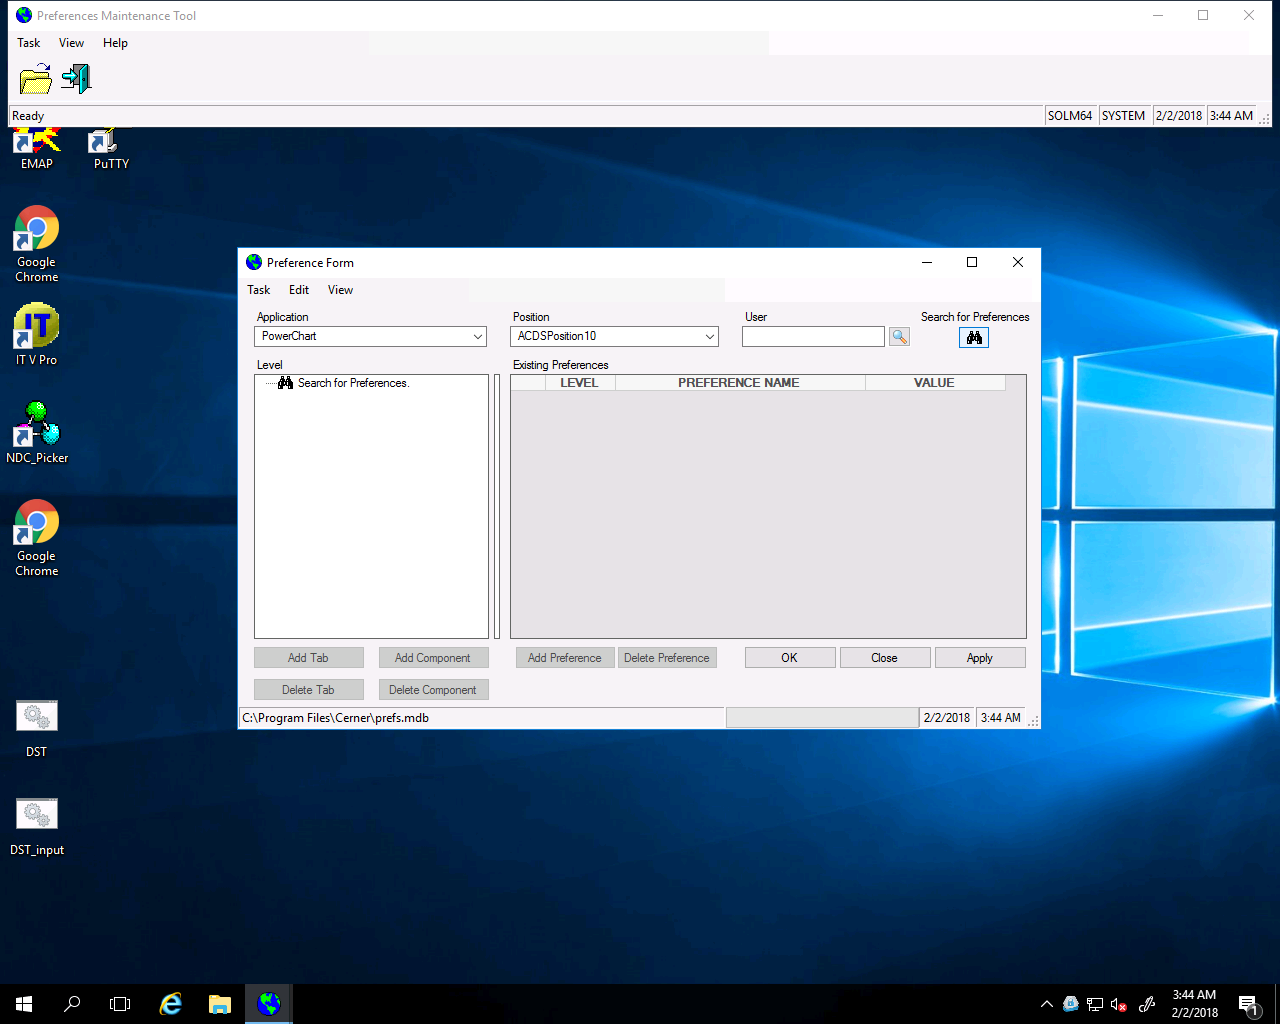 Preferences Maintenance Tool
Task View Help
Ready SOLM64 SYSTEM 2/2/2018 3:44 AM
EMAP PuTTY
Google
Chrome
IT
IT V Pro
NDC_Picker
Google
Chrome
DST
DST_input
Preference Form
Task Edit View
Application Position User Search for Preferences
PowerChart ACDSPosition10
Level Existing Preferences
Search for Preferences. LEVEL PREFERENCE NAME VALUE
Add Tab Add Component Add Preference Delete Preference OK Close Apply
Delete Tab Delete Component
C:\Program Files\Cerner\prefs.mdb 2/2/2018 3:44 AM
3:44 AM
2/2/2018
1